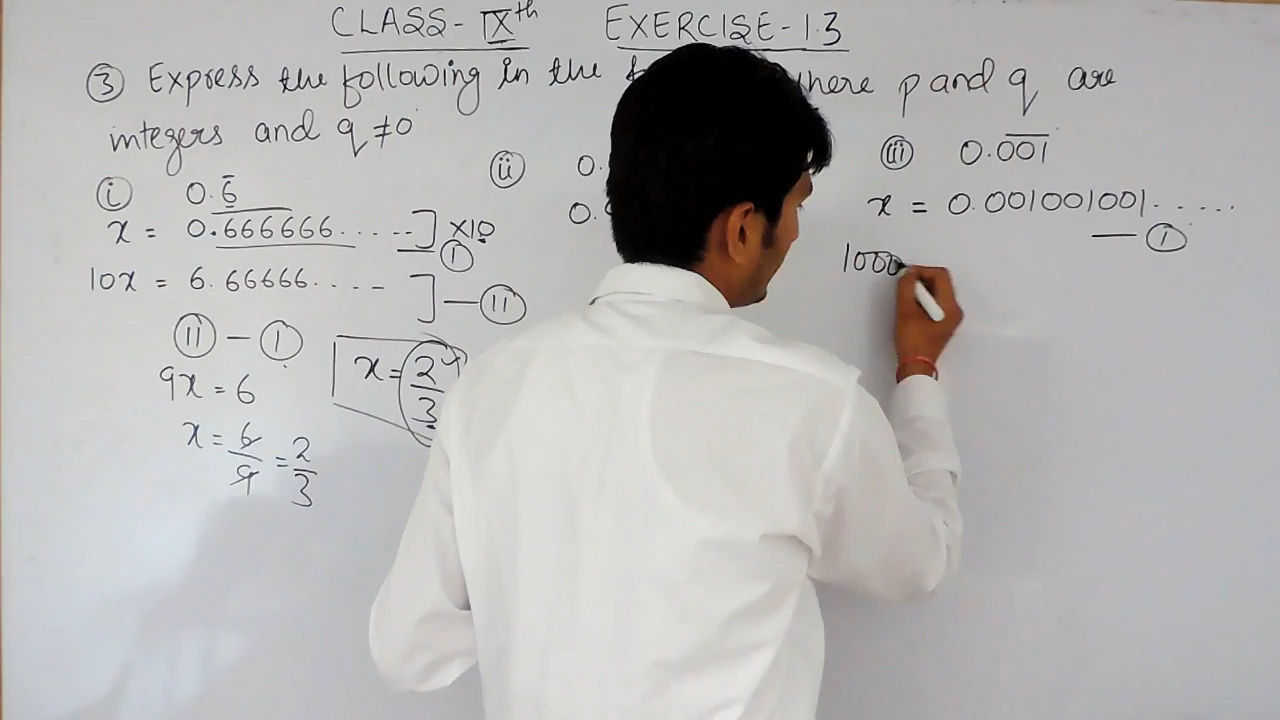 CLASS-IXth EXERCISE-1.3
③ Express the following in the where p and q are
integers and q ≠ 0
(i) 0.6̅
x = 0.666666..... ] ×10
— (I)
10x = 6.66666.... ] — (II)
(II) – (I)
9x = 6
x = 6/9 = 2/3
x = 2/3
(ii) 0.
0.
(iii) 0.0̅0̅1̅
x = 0.001001001.....
— (I)
1000